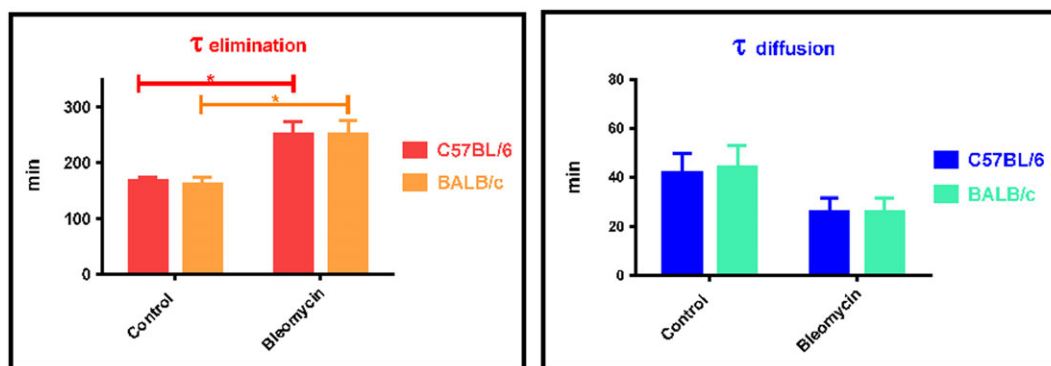 τ elimination
*
*
300
200
100
0
min
Control
Bleomycin
C57BL/6
BALB/c
τ diffusion
80
60
40
20
0
min
Control
Bleomycin
C57BL/6
BALB/c